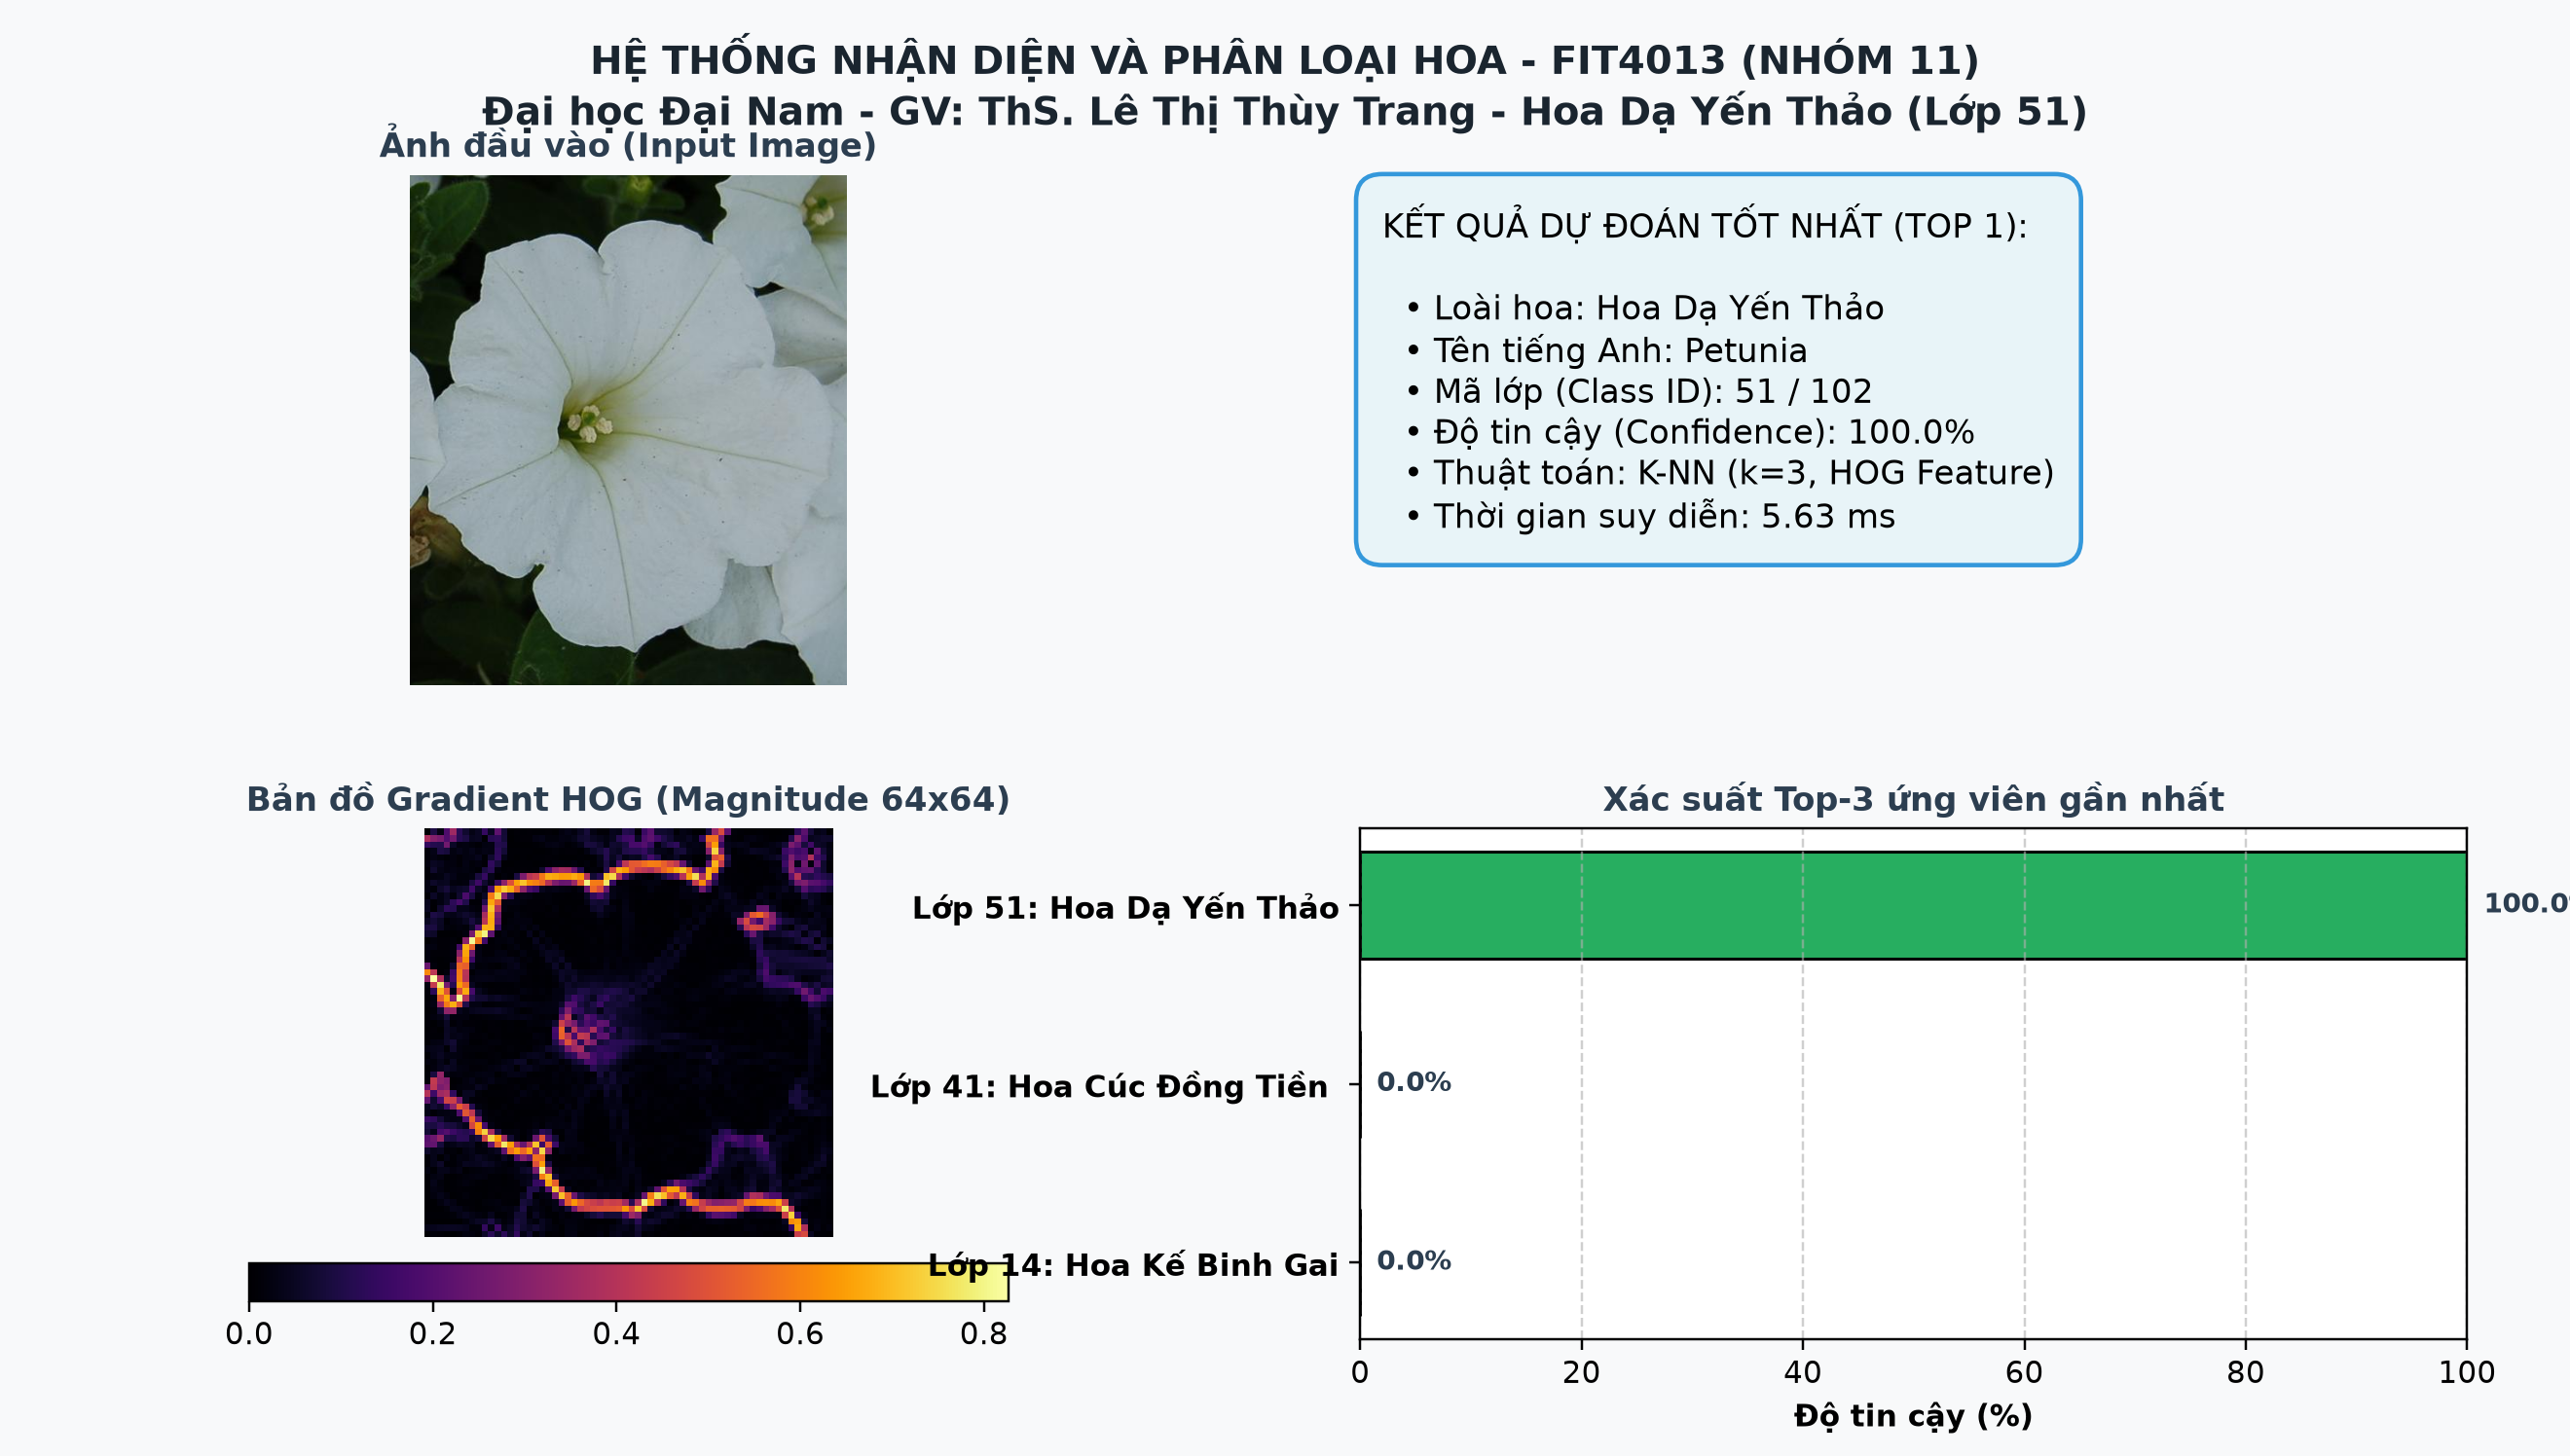 HỆ THỐNG NHẬN DIỆN VÀ PHÂN LOẠI HOA - FIT4013 (NHÓM 11)
Đại học Đại Nam - GV: ThS. Lê Thị Thùy Trang - Hoa Dạ Yến Thảo (Lớp 51)
Ảnh đầu vào (Input Image)
KẾT QUẢ DỰ ĐOÁN TỐT NHẤT (TOP 1):
• Loài hoa: Hoa Dạ Yến Thảo
• Tên tiếng Anh: Petunia
• Mã lớp (Class ID): 51 / 102
• Độ tin cậy (Confidence): 100.0%
• Thuật toán: K-NN (k=3, HOG Feature)
• Thời gian suy diễn: 5.63 ms
Bản đồ Gradient HOG (Magnitude 64x64)
0.0 0.2 0.4 0.6 0.8
Xác suất Top-3 ứng viên gần nhất
Lớp 51: Hoa Dạ Yến Thảo 100.0
Lớp 41: Hoa Cúc Đồng Tiền 0.0%
Lớp 14: Hoa Kế Binh Gai 0.0%
0 20 40 60 80 100
Độ tin cậy (%)